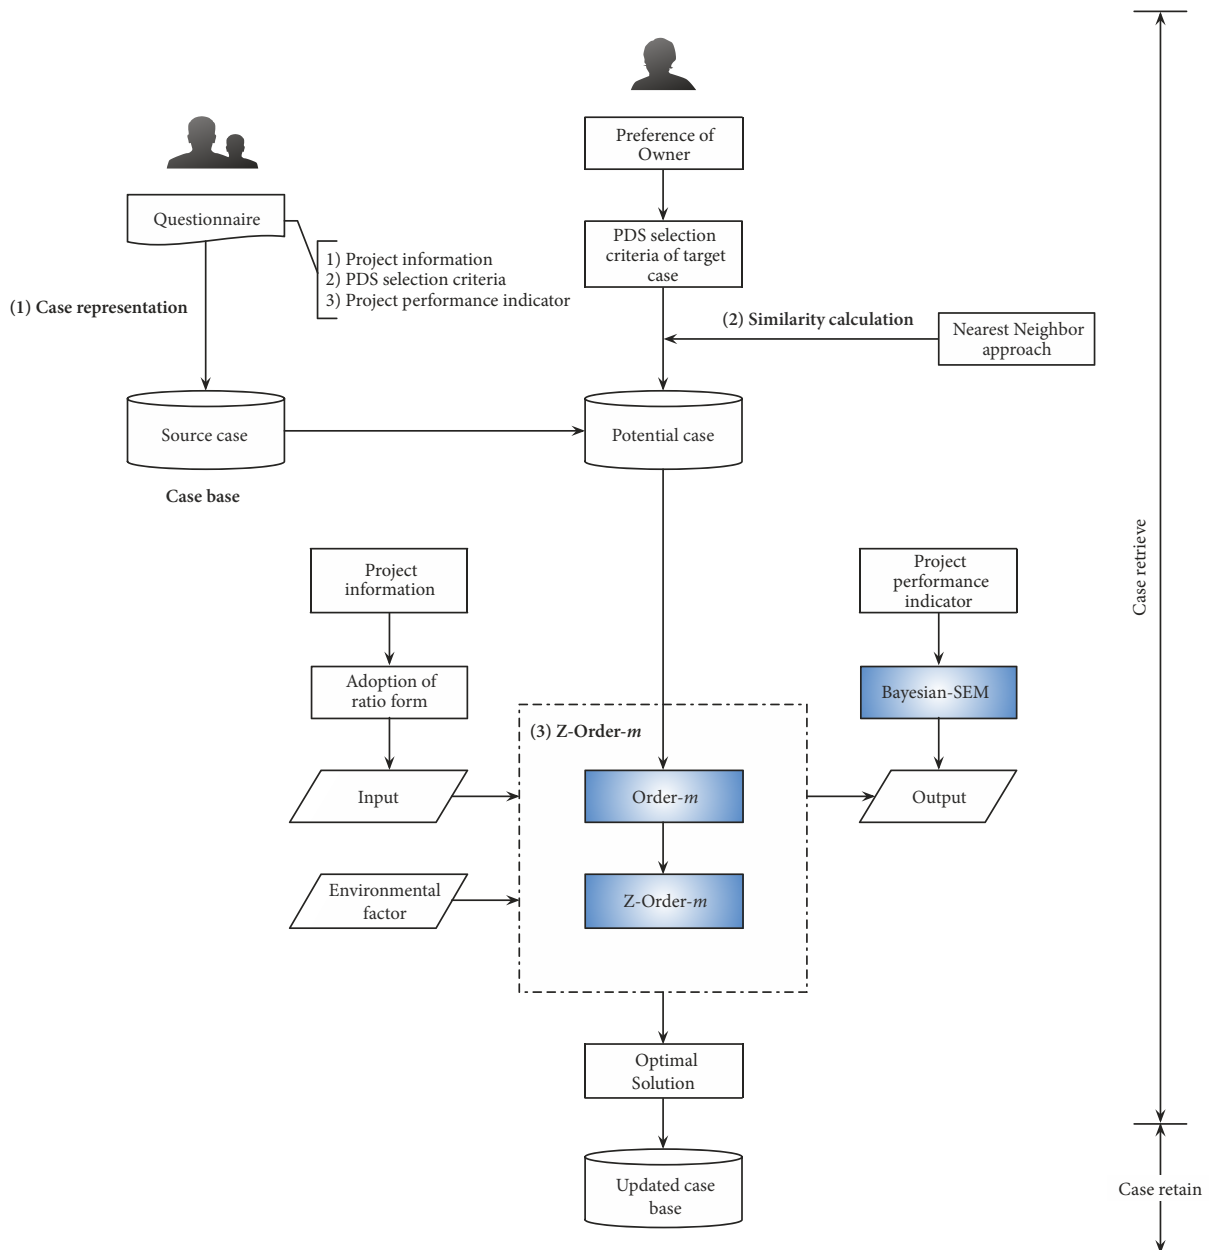 Preference of
Owner
Questionnaire
1) Project information
2) PDS selection criteria
3) Project performance indicator
PDS selection
criteria of target
case
(1) Case representation
(2) Similarity calculation
Nearest Neighbor
approach
Source case
Potential case
Case base
Project
information
Project
performance
indicator
Case retrieve
Adoption of
ratio form
Bayesian-SEM
(3) Z-Order-m
Input
Order-m
Output
Environmental
factor
Z-Order-m
Optimal
Solution
Updated case
base
Case retain